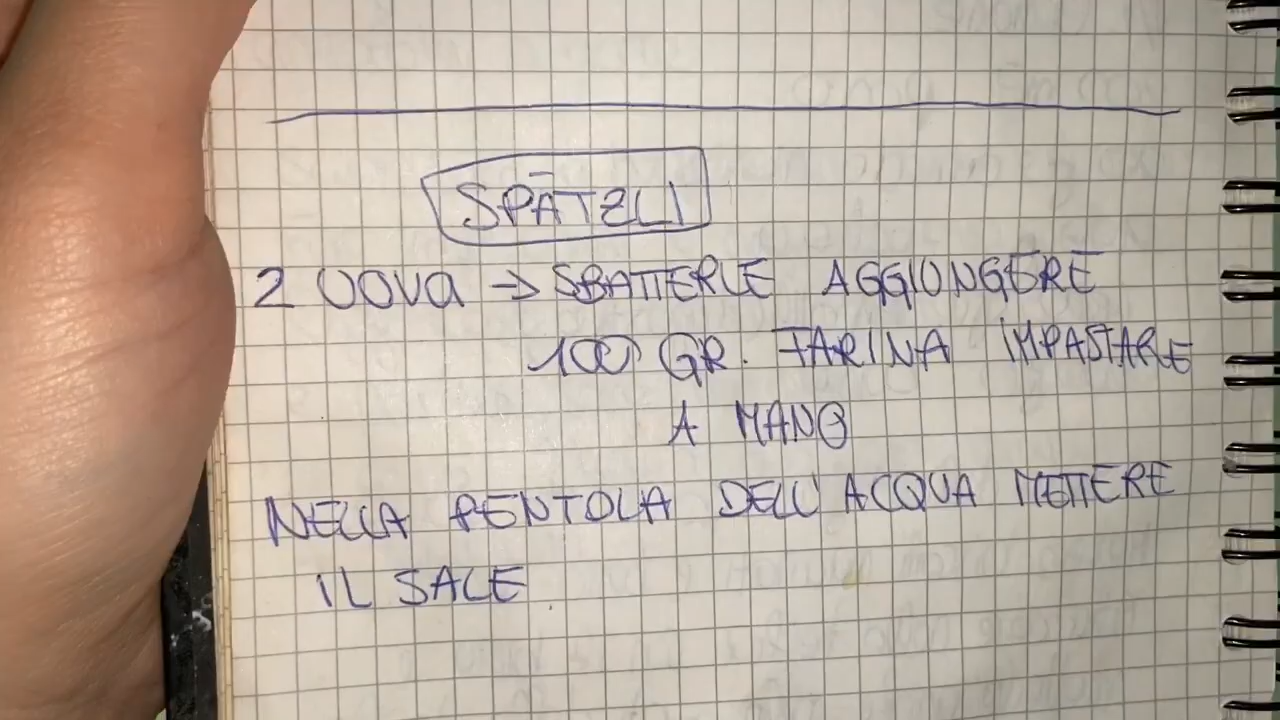 SPÄTZLI
2 UOVA → SBATTERLE AGGIUNGERE
100 GR. FARINA IMPASTARE
A MANO
NELLA PENTOLA DELL'ACQUA METTERE
IL SALE